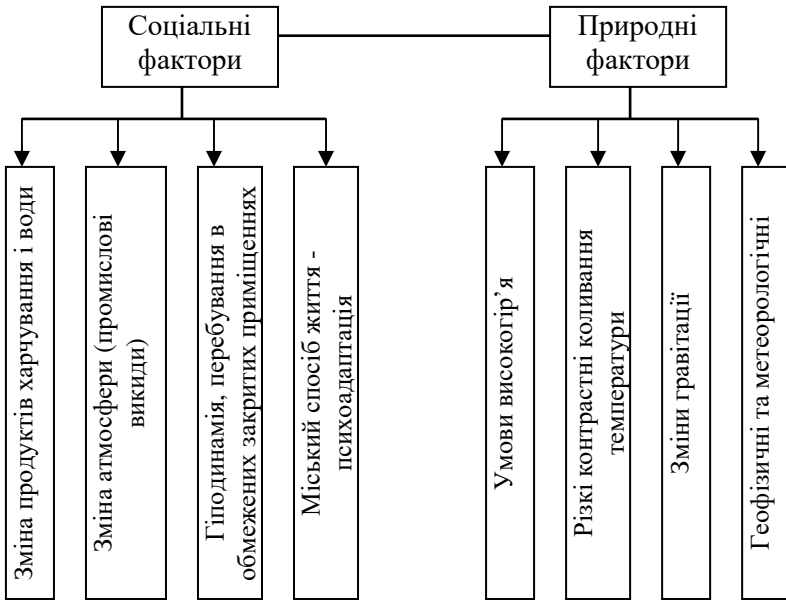 Соціальні
фактори
Природні
фактори
Зміна продуктів харчування і води
Зміна атмосфери (промислові
викиди)
Гіподинамія, перебування в
обмежених закритих приміщеннях
Міський спосіб життя -
психоадаптація
Умови високогір’я
Різкі контрастні коливання
температури
Зміни гравітації
Геофізичні та метеорологічні